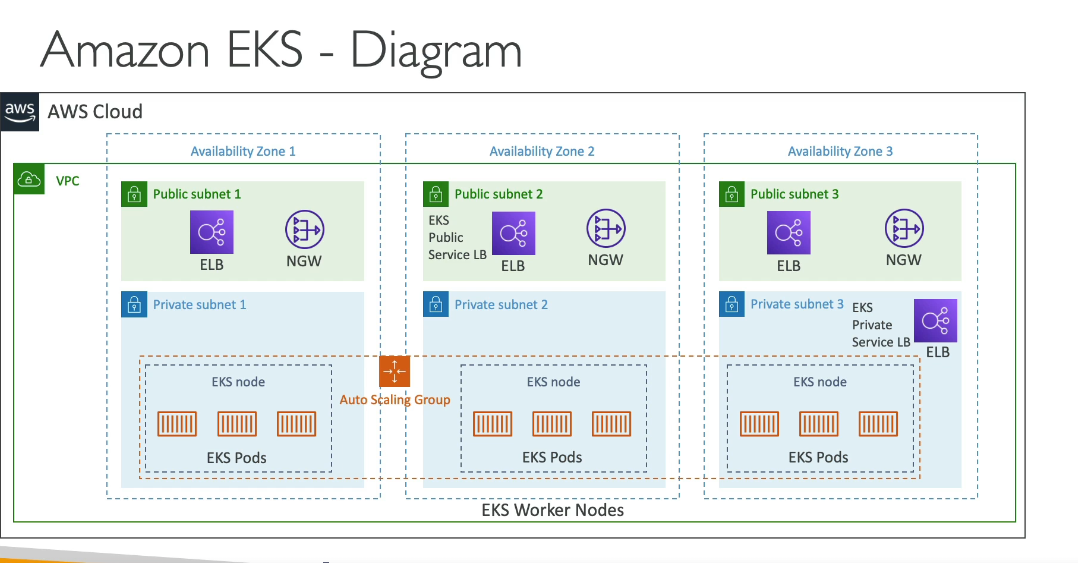 Amazon EKS - Diagram
aws
AWS Cloud
Availability Zone 1
Availability Zone 2
Availability Zone 3
VPC
Public subnet 1
ELB
NGW
Public subnet 2
EKS
Public
Service LB
ELB
NGW
Public subnet 3
ELB
NGW
Private subnet 1
Private subnet 2
Private subnet 3
EKS
Private
Service LB
ELB
Auto Scaling Group
EKS node
EKS Pods
EKS node
EKS Pods
EKS node
EKS Pods
EKS Worker Nodes